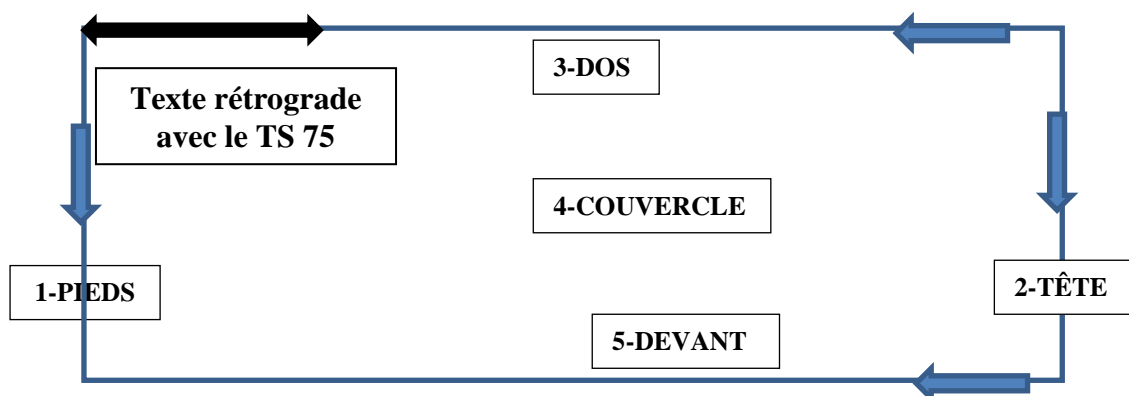 3-DOS
Texte rétrograde
avec le TS 75
4-COUVERCLE
1-PIEDS
2-TÊTE
5-DEVANT